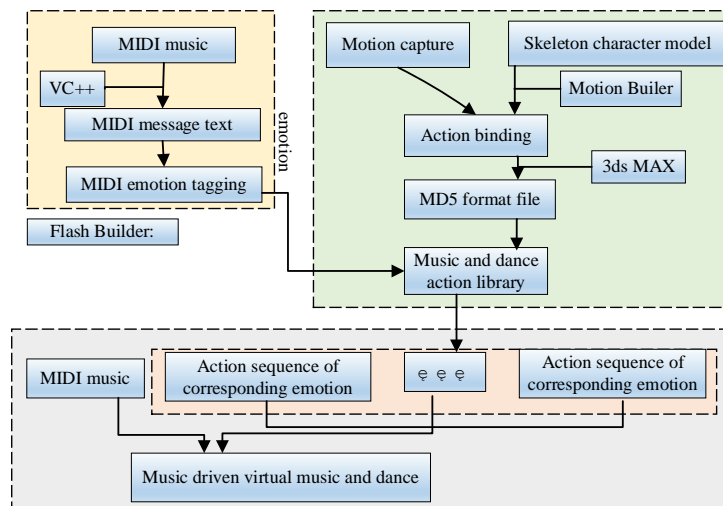 MIDI music
VC++
MIDI message text
MIDI emotion tagging
emotion
Flash Builder:
Motion capture
Skeleton character model
Motion Builer
Action binding
3ds MAX
MD5 format file
Music and dance
action library
MIDI music
Action sequence of
corresponding emotion
Action sequence of
corresponding emotion
Music driven virtual music and dance